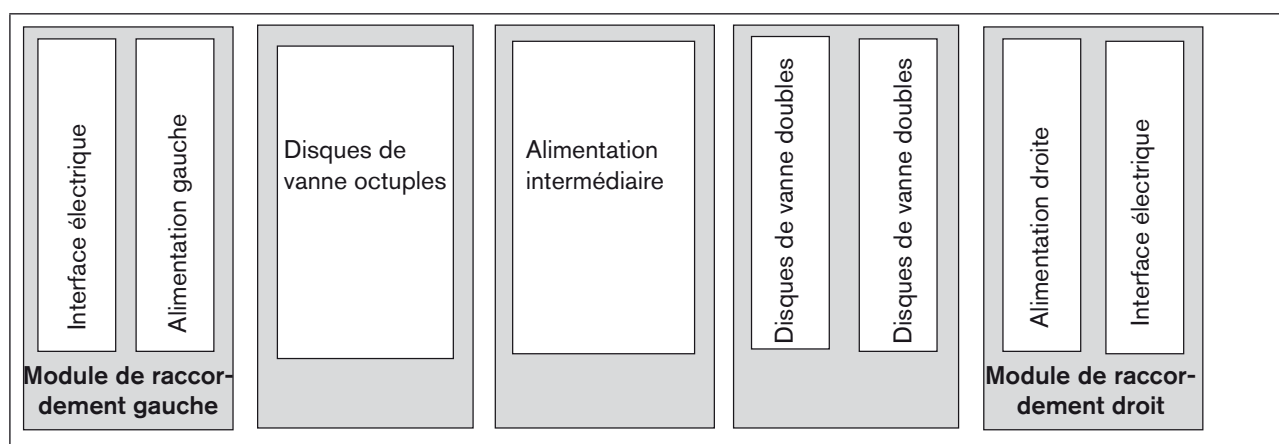 Interface électrique
Alimentation gauche
Module de raccor-
dement gauche
Disques de
vanne octuples
Alimentation
intermédiaire
Disques de vanne doubles
Disques de vanne doubles
Alimentation droite
Interface électrique
Module de raccor-
dement droit